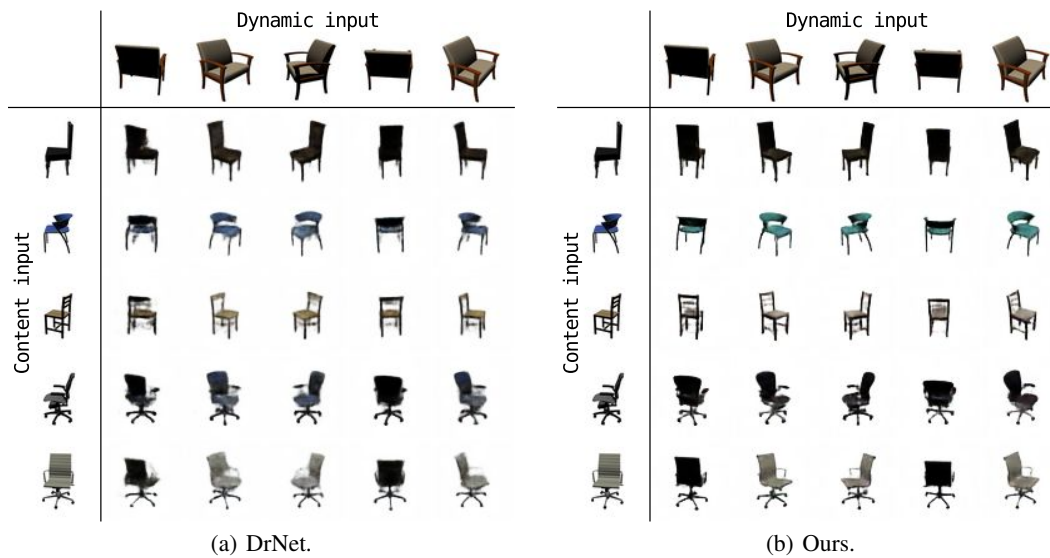 Dynamic input
Content input
(a) DrNet.
Dynamic input
Content input
(b) Ours.